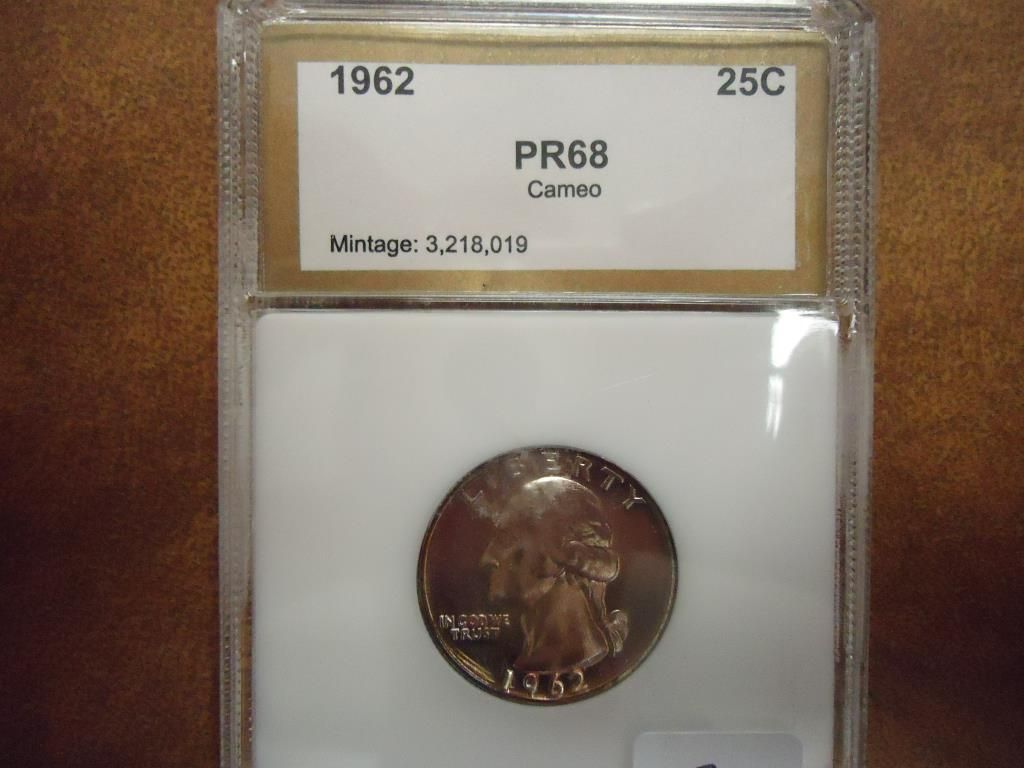 1962 25C
PR68
Cameo
Mintage: 3,218,019
LIBERTY
IN GOD WE
TRUST
1962